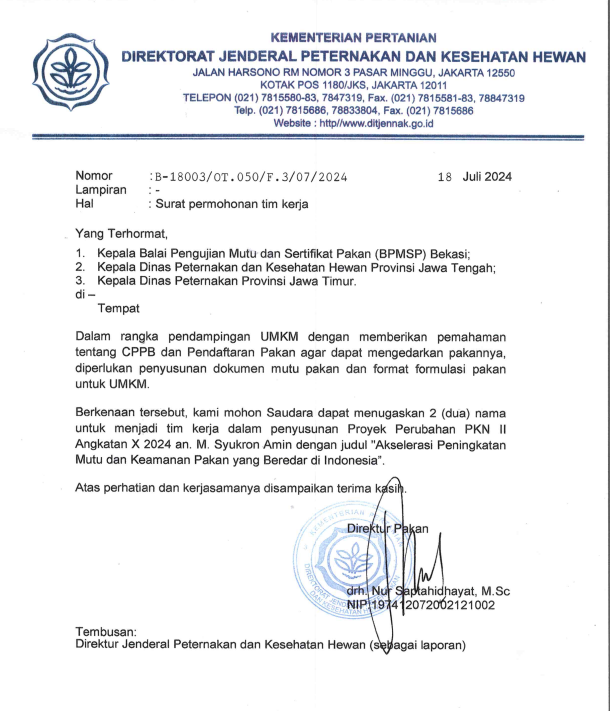 KEMENTERIAN PERTANIAN
DIREKTORAT JENDERAL PETERNAKAN DAN KESEHATAN HEWAN
JALAN HARSONO RM NOMOR 3 PASAR MINGGU, JAKARTA 12550
KOTAK POS 1180/JKS, JAKARTA 12011
TELEPON (021) 7815580-83, 7847319, Fax. (021) 7815581-83, 78847319
Telp. (021) 7815686, 78833804, Fax. (021) 7815686
Website : http//www.ditjennak.go.id
Nomor : B-18003/OT.050/F.3/07/2024 18 Juli 2024
Lampiran : -
Hal : Surat permohonan tim kerja
Yang Terhormat,
1. Kepala Balai Pengujian Mutu dan Sertifikat Pakan (BPMSP) Bekasi;
2. Kepala Dinas Peternakan dan Kesehatan Hewan Provinsi Jawa Tengah;
3. Kepala Dinas Peternakan Provinsi Jawa Timur.
di –
Tempat
Dalam rangka pendampingan UMKM dengan memberikan pemahaman
tentang CPPB dan Pendaftaran Pakan agar dapat mengedarkan pakannya,
diperlukan penyusunan dokumen mutu pakan dan format formulasi pakan
untuk UMKM.
Berkenaan tersebut, kami mohon Saudara dapat menugaskan 2 (dua) nama
untuk menjadi tim kerja dalam penyusunan Proyek Perubahan PKN II
Angkatan X 2024 an. M. Syukron Amin dengan judul "Akselerasi Peningkatan
Mutu dan Keamanan Pakan yang Beredar di Indonesia".
Atas perhatian dan kerjasamanya disampaikan terima kasih.
Direktur Pakan
KEMENTERIAN PERTANIAN
DIREKTORAT JENDERAL PETERNAKAN
DAN KESEHATAN HEWAN
drh. Nur Saptahidhayat, M.Sc
NIP.197412072002121002
Tembusan:
Direktur Jenderal Peternakan dan Kesehatan Hewan (sebagai laporan)